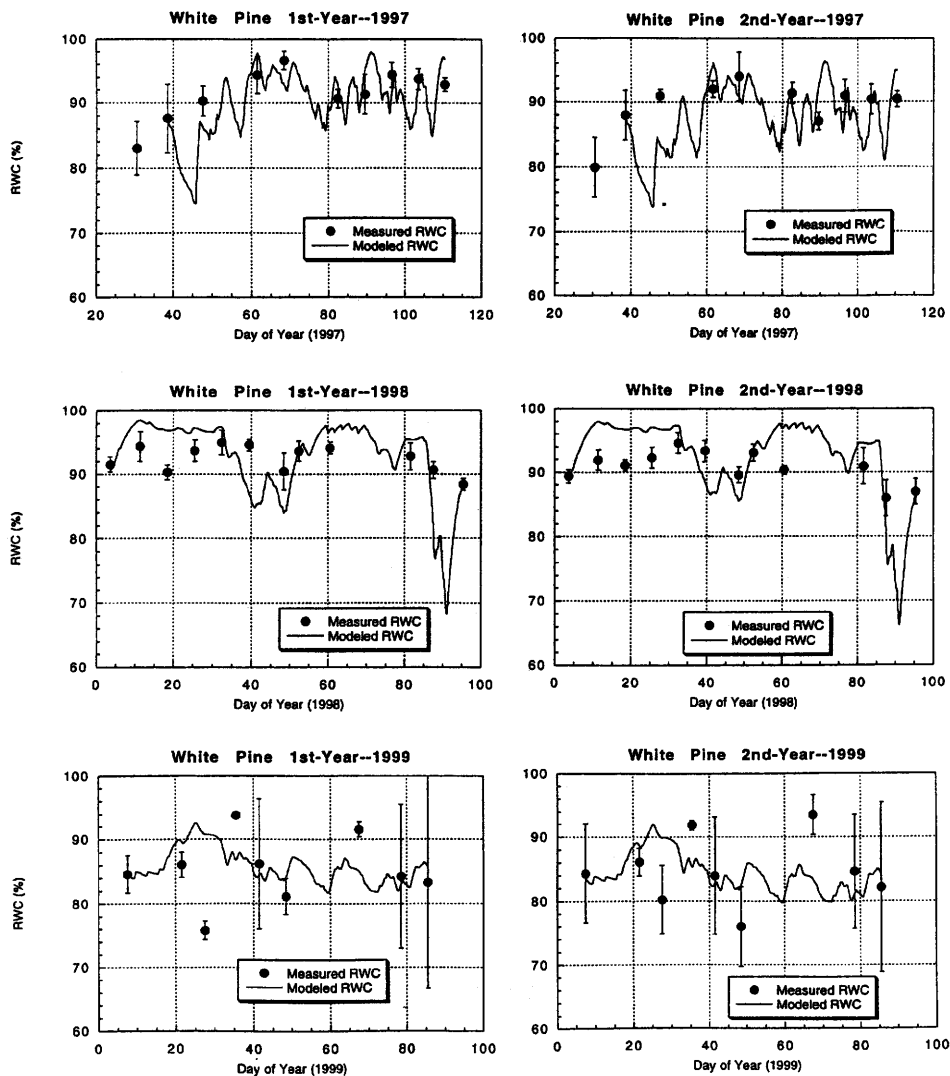 White Pine 1st-Year--1997
White Pine 2nd-Year--1997
100
90
80
70
60
RWC (%)
Measured RWC
Modeled RWC
20 40 60 80 100 120
Day of Year (1997)
100
90
80
70
60
Measured RWC
Modeled RWC
20 40 60 80 100 120
Day of Year (1997)
White Pine 1st-Year--1998
White Pine 2nd-Year--1998
100
90
80
70
60
RWC (%)
Measured RWC
Modeled RWC
0 20 40 60 80 100
Day of Year (1998)
100
90
80
70
60
Measured RWC
Modeled RWC
0 20 40 60 80 100
Day of Year (1998)
White Pine 1st-Year--1999
White Pine 2nd-Year--1999
100
90
80
70
60
RWC (%)
Measured RWC
Modeled RWC
0 20 40 60 80 100
Day of Year (1999)
100
90
80
70
60
Measured RWC
Modeled RWC
0 20 40 60 80 100
Day of Year (1999)